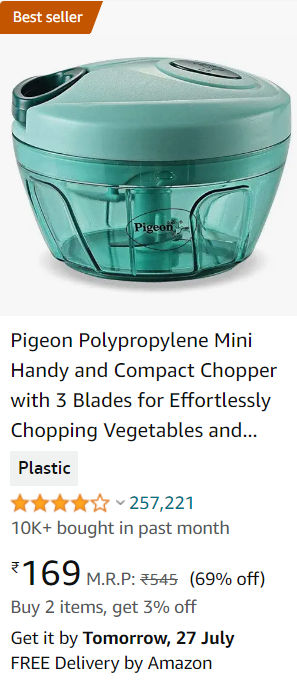 Best seller
Pigeon
Pigeon
Pigeon Polypropylene Mini
Handy and Compact Chopper
with 3 Blades for Effortlessly
Chopping Vegetables and...
Plastic
257,221
10K+ bought in past month
₹169 M.R.P: ₹545 (69% off)
Buy 2 items, get 3% off
Get it by Tomorrow, 27 July
FREE Delivery by Amazon